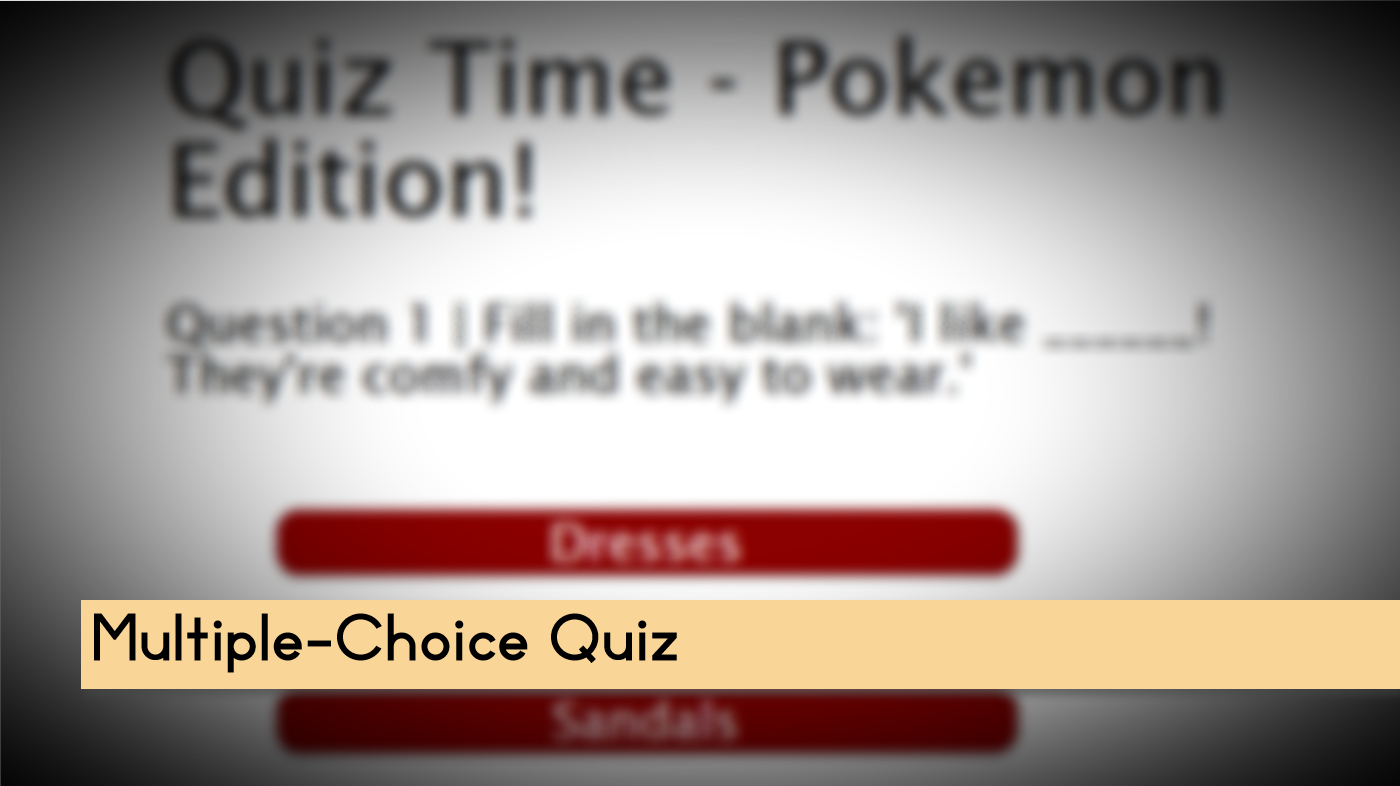 Quiz Time - Pokemon
Edition!
Question 1 | Fill in the blank: "I like ______!
They're comfy and easy to wear."
Dresses
Multiple-Choice Quiz
Sandals